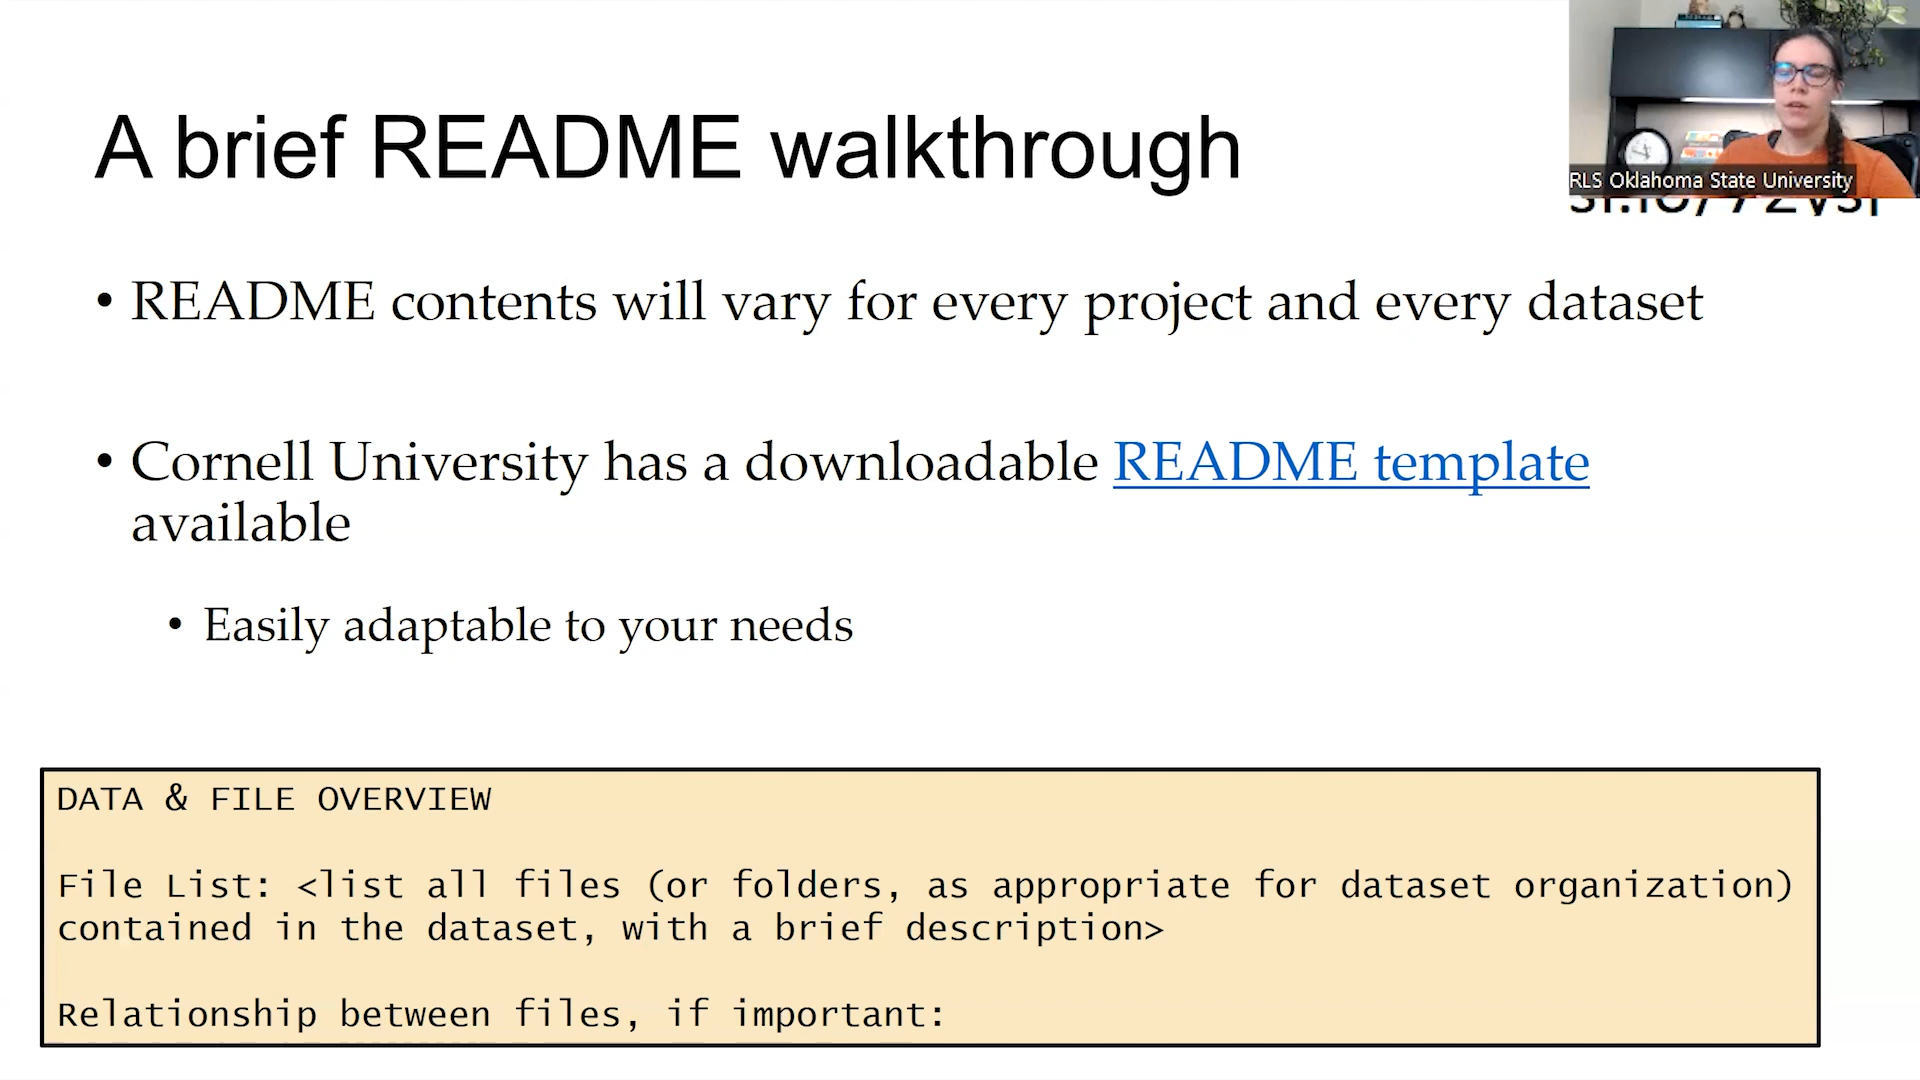 A brief README walkthrough
RLS Oklahoma State University
• README contents will vary for every project and every dataset
• Cornell University has a downloadable README template
available
• Easily adaptable to your needs
DATA & FILE OVERVIEW
File List: <list all files (or folders, as appropriate for dataset organization)
contained in the dataset, with a brief description>
Relationship between files, if important: